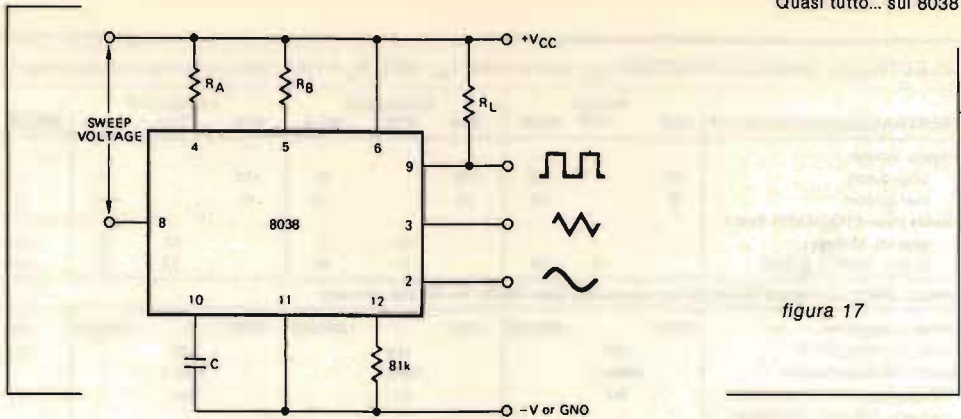 Quasi tutto... sul 8038
+VCC
RA
RB
RL
SWEEP
VOLTAGE
4
5
6
9
8
8038
3
2
10
11
12
figura 17
C
81k
-V or GNO